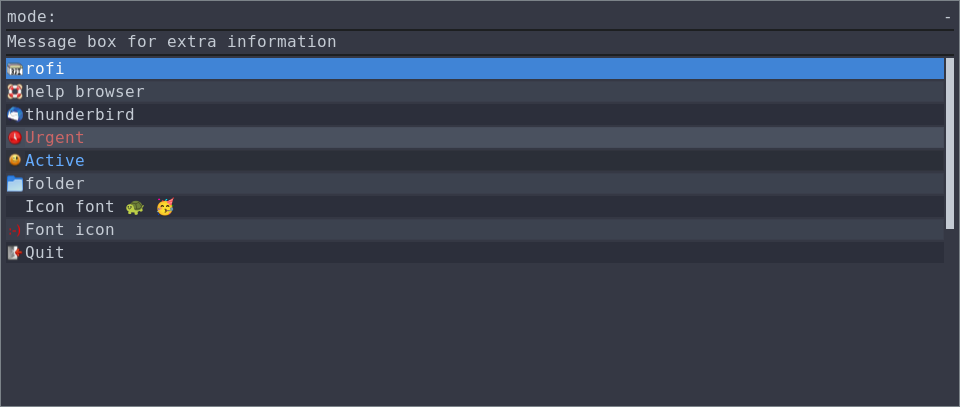 mode: -
Message box for extra information
rofi
help browser
thunderbird
Urgent
Active
folder
Icon font 🐢 🥳
Font icon
Quit